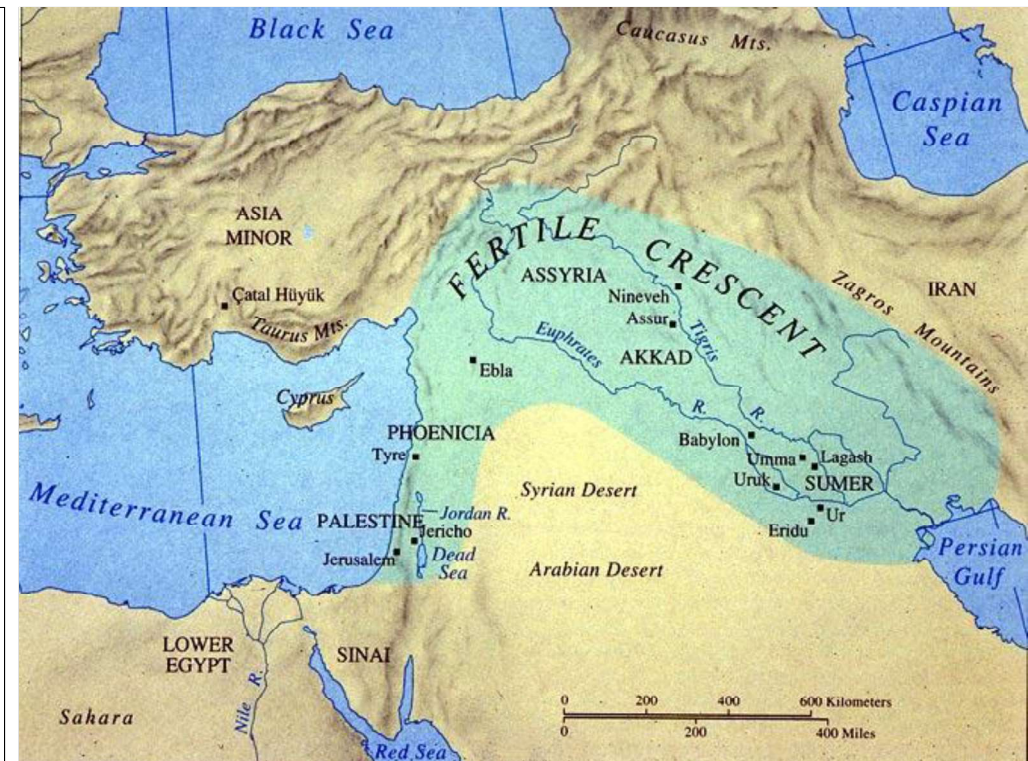 Black Sea
Caucasus Mts.
Caspian
Sea
ASIA
MINOR
FERTILE CRESCENT
ASSYRIA
Nineveh
Assur
Tigris
R.
AKKAD
Zagros Mountains
IRAN
Çatal Hüyük
Taurus Mts.
Euphrates
R.
Ebla
Cyprus
PHOENICIA
Tyre
Babylon
Umma
Lagash
Uruk
SUMER
Ur
Eridu
Mediterranean Sea
Syrian Desert
Jordan R.
PALESTINE
Jericho
Jerusalem
Dead
Sea
Arabian Desert
Persian
Gulf
LOWER
EGYPT
SINAI
Nile R.
Sahara
Red Sea
0 200 400 600 Kilometers
0 200 400 Miles